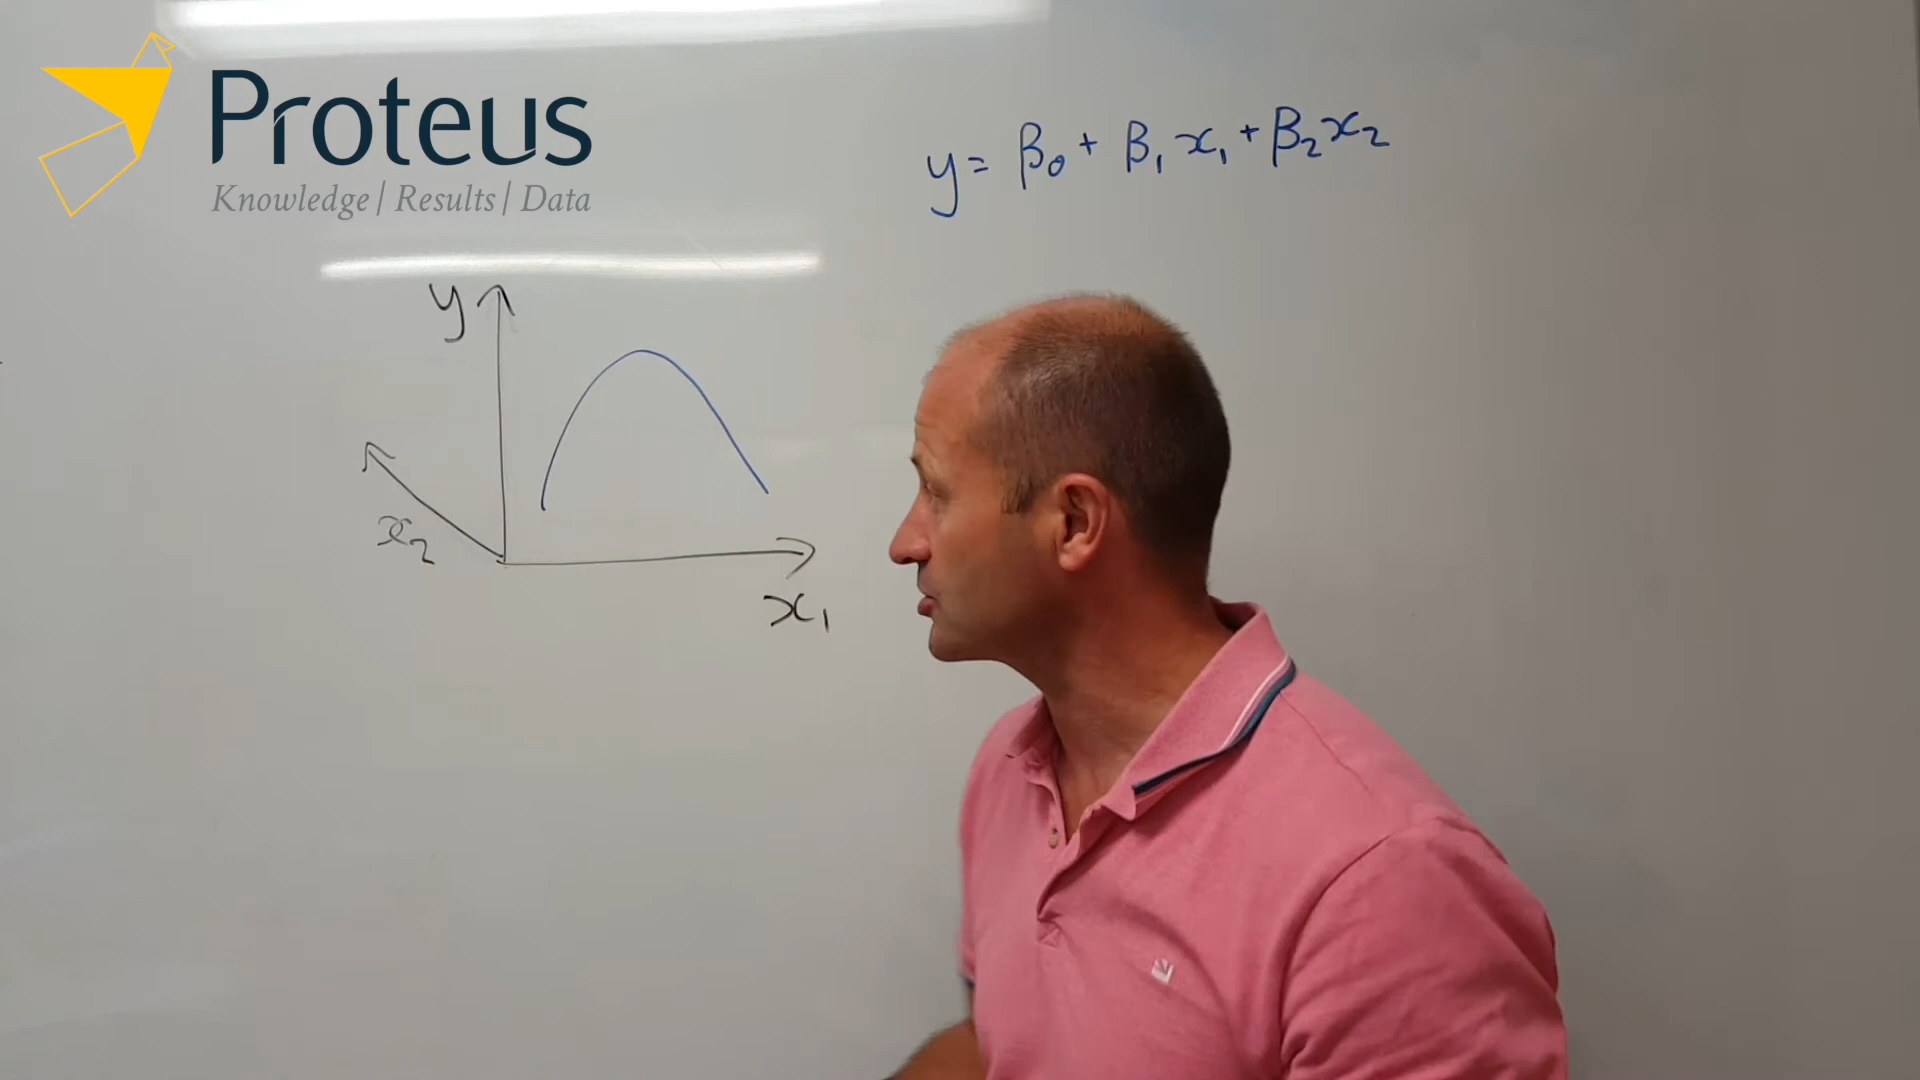 Proteus
Knowledge | Results | Data
y = β₀ + β₁x₁ + β₂x₂
y
x₂
x₁